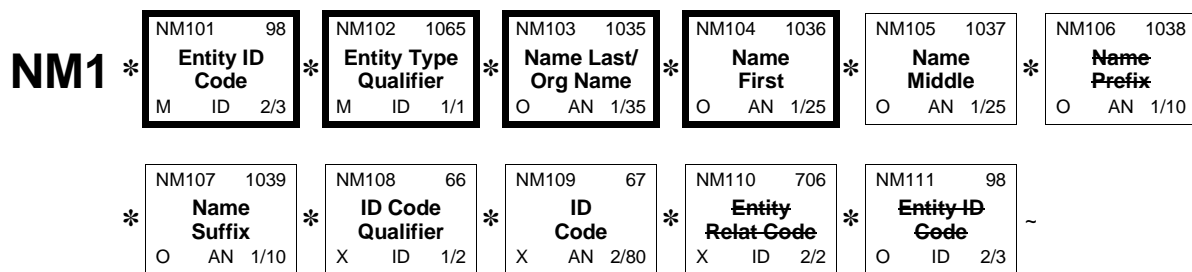 NM101 98 NM102 1065 NM103 1035 NM104 1036 NM105 1037 NM106 1038
NM1 * Entity ID * Entity Type * Name Last/ * Name * Name * Name
Code Qualifier Org Name First Middle Prefix
M ID 2/3 M ID 1/1 O AN 1/35 O AN 1/25 O AN 1/25 O AN 1/10
NM107 1039 NM108 66 NM109 67 NM110 706 NM111 98
* Name * ID Code * ID * Entity * Entity ID ~
Suffix Qualifier Code Relat Code Code
O AN 1/10 X ID 1/2 X AN 2/80 X ID 2/2 O ID 2/3